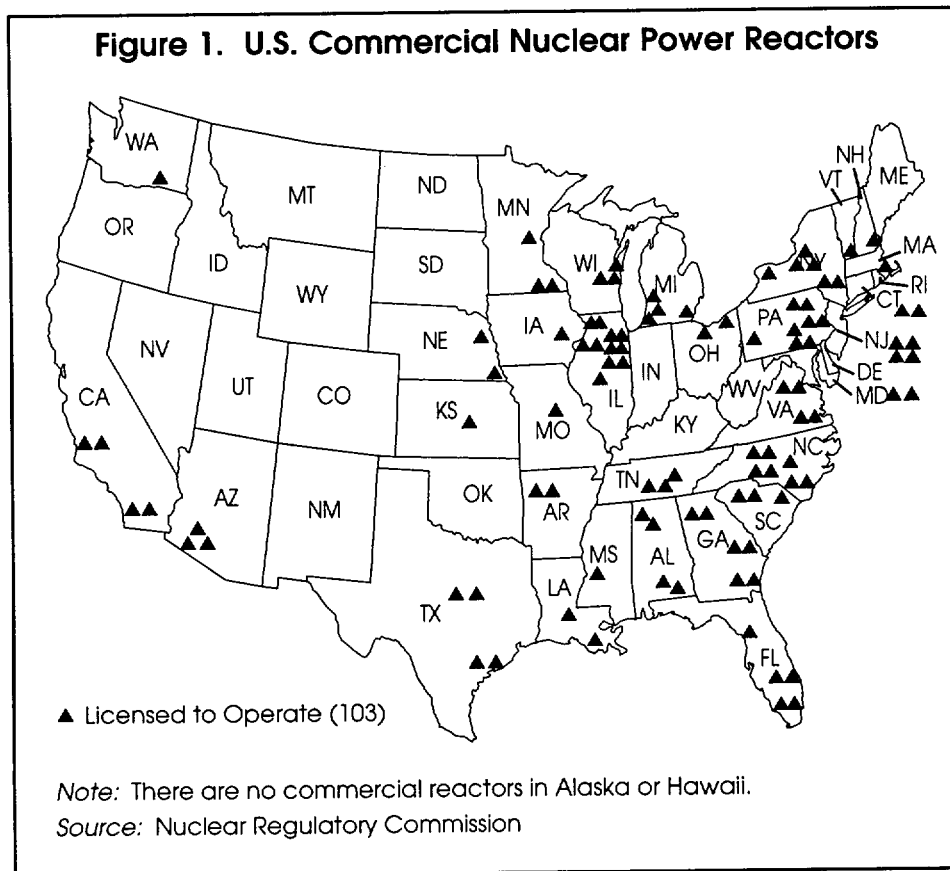 Figure 1. U.S. Commercial Nuclear Power Reactors
WA
MT
ND
MN
VT
NH
ME
OR
ID
SD
WI
MI
NY
MA
RI
CT
WY
NE
IA
PA
NJ
NV
UT
CO
IL
IN
OH
DE
MD
CA
KS
MO
KY
WV
VA
AZ
NM
OK
AR
TN
NC
SC
TX
LA
MS
AL
GA
FL
▲ Licensed to Operate (103)
Note: There are no commercial reactors in Alaska or Hawaii.
Source: Nuclear Regulatory Commission